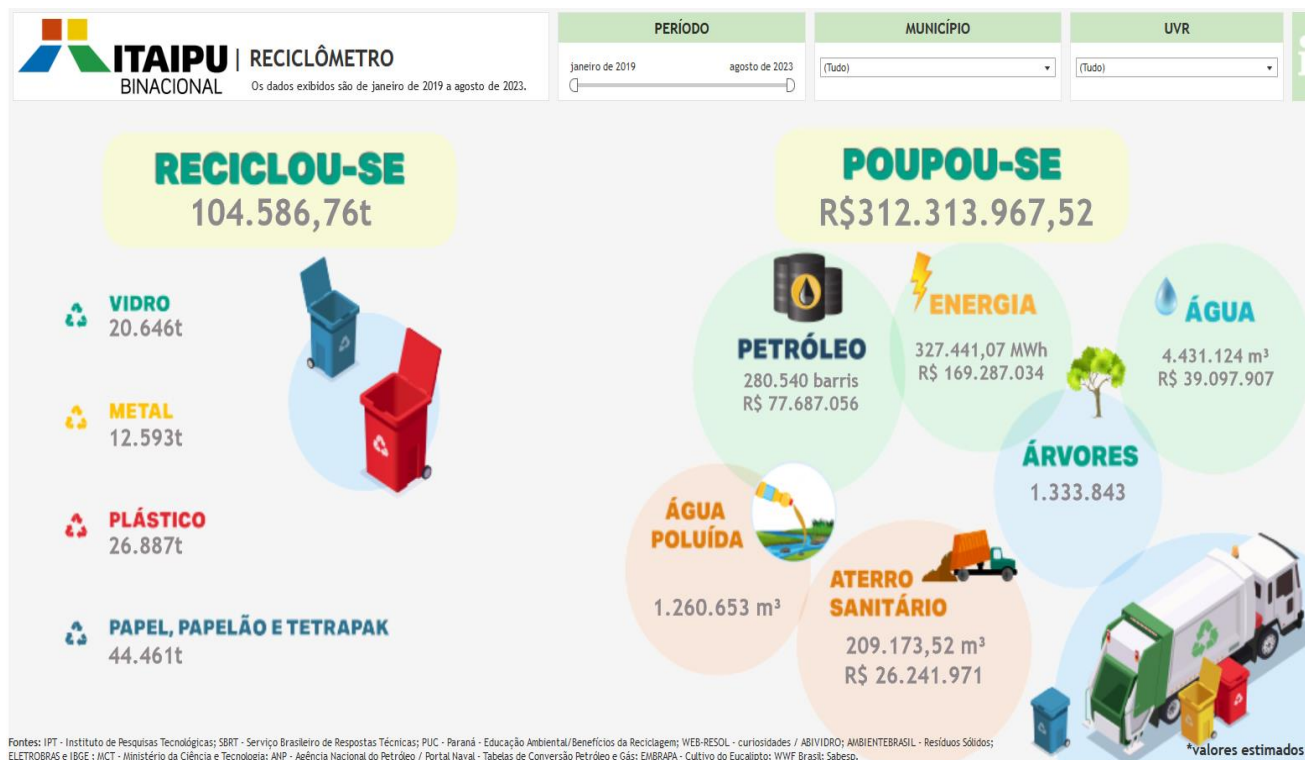 ITAIPU
BINACIONAL
RECICLÔMETRO
Os dados exibidos são de janeiro de 2019 a agosto de 2023.
PERÍODO
janeiro de 2019 agosto de 2023
MUNICÍPIO
(Tudo)
UVR
(Tudo)
RECICLOU-SE
104.586,76t
VIDRO
20.646t
METAL
12.593t
PLÁSTICO
26.887t
PAPEL, PAPELÃO E TETRAPAK
44.461t
POUPOU-SE
R$312.313.967,52
PETRÓLEO
280.540 barris
R$ 77.687.056
ENERGIA
327.441,07 MWh
R$ 169.287.034
ÁGUA
4.431.124 m³
R$ 39.097.907
ÁRVORES
1.333.843
ÁGUA
POLUÍDA
1.260.653 m³
ATERRO
SANITÁRIO
209.173,52 m³
R$ 26.241.971
Fontes: IPT - Instituto de Pesquisas Tecnológicas; SBRT - Serviço Brasileiro de Respostas Técnicas; PUC - Paraná - Educação Ambiental/Benefícios da Reciclagem; WEB-RESOL - curiosidades / ABIVIDRO; AMBIENTEBRASIL - Resíduos Sólidos;
ELETROBRAS e IBGE ; MCT - Ministério da Ciência e Tecnologia; ANP - Agência Nacional do Petróleo / Portal Naval - Tabelas de Conversão Petróleo e Gás; EMBRAPA - Cultivo do Eucalipto; WWF Brasil; Sabesp.
*valores estimados